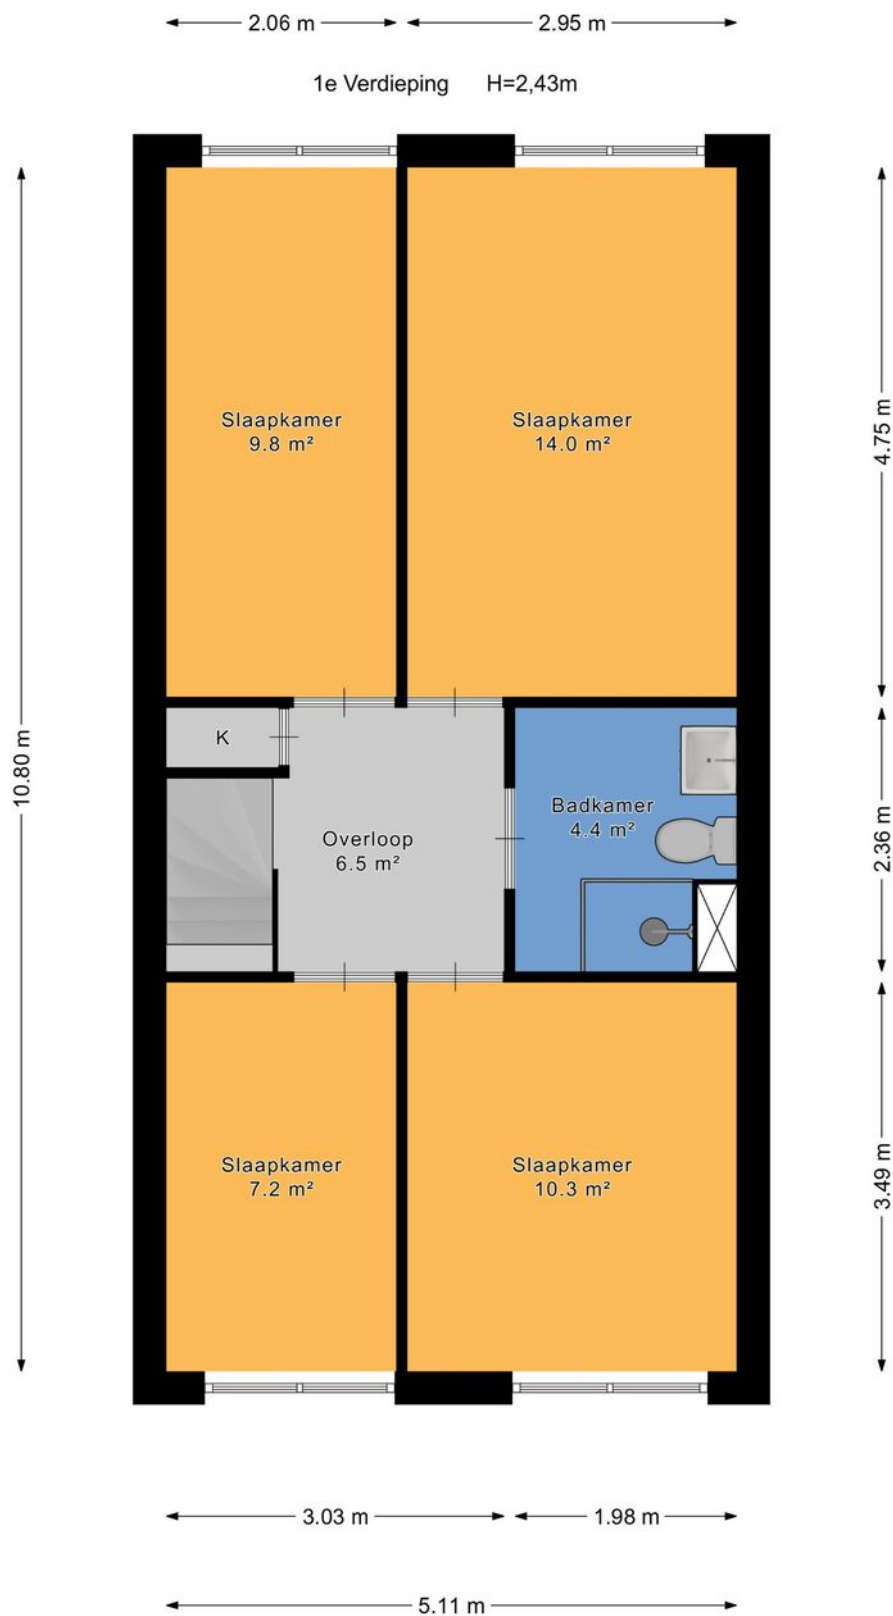 2.06 m
2.95 m
1e Verdieping H=2,43m
Slaapkamer
9.8 m²
Slaapkamer
14.0 m²
4.75 m
10.80 m
K
Overloop
6.5 m²
Badkamer
4.4 m²
2.36 m
Slaapkamer
7.2 m²
Slaapkamer
10.3 m²
3.49 m
3.03 m
1.98 m
5.11 m